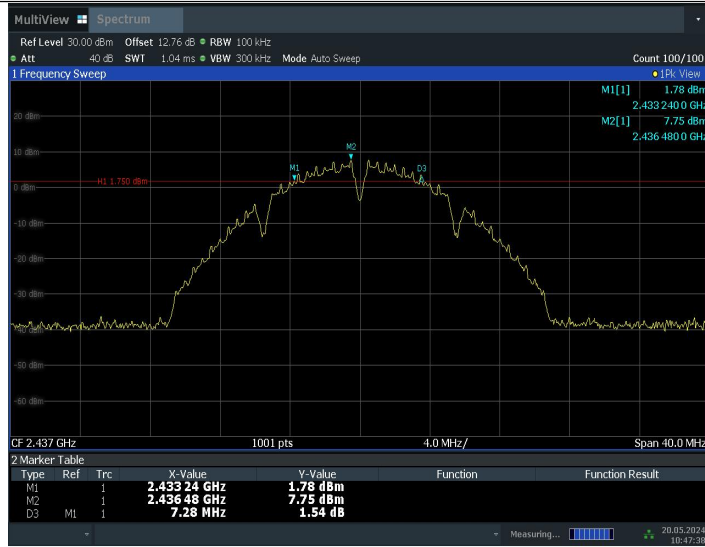 MultiView Spectrum
Ref Level 30.00 dBm Offset 12.76 dB RBW 100 kHz
Att 40 dB SWT 1.04 ms VBW 300 kHz Mode Auto Sweep Count 100/100
1 Frequency Sweep 1Pk View
M1[1] 1.78 dBm
2.433 240 0 GHz
20 dBm M2[1] 7.75 dBm
2.436 480 0 GHz
10 dBm
M2
M1 D3
0 dBm H1 1.750 dBm
-10 dBm
-20 dBm
-30 dBm
-40 dBm
-50 dBm
-60 dBm
CF 2.437 GHz 1001 pts 4.0 MHz/ Span 40.0 MHz
2 Marker Table
Type Ref Trc X-Value Y-Value Function Function Result
M1 1 2.433 24 GHz 1.78 dBm
M2 1 2.436 48 GHz 7.75 dBm
D3 M1 1 7.28 MHz 1.54 dB
Measuring... 20.05.2024
10:47:38